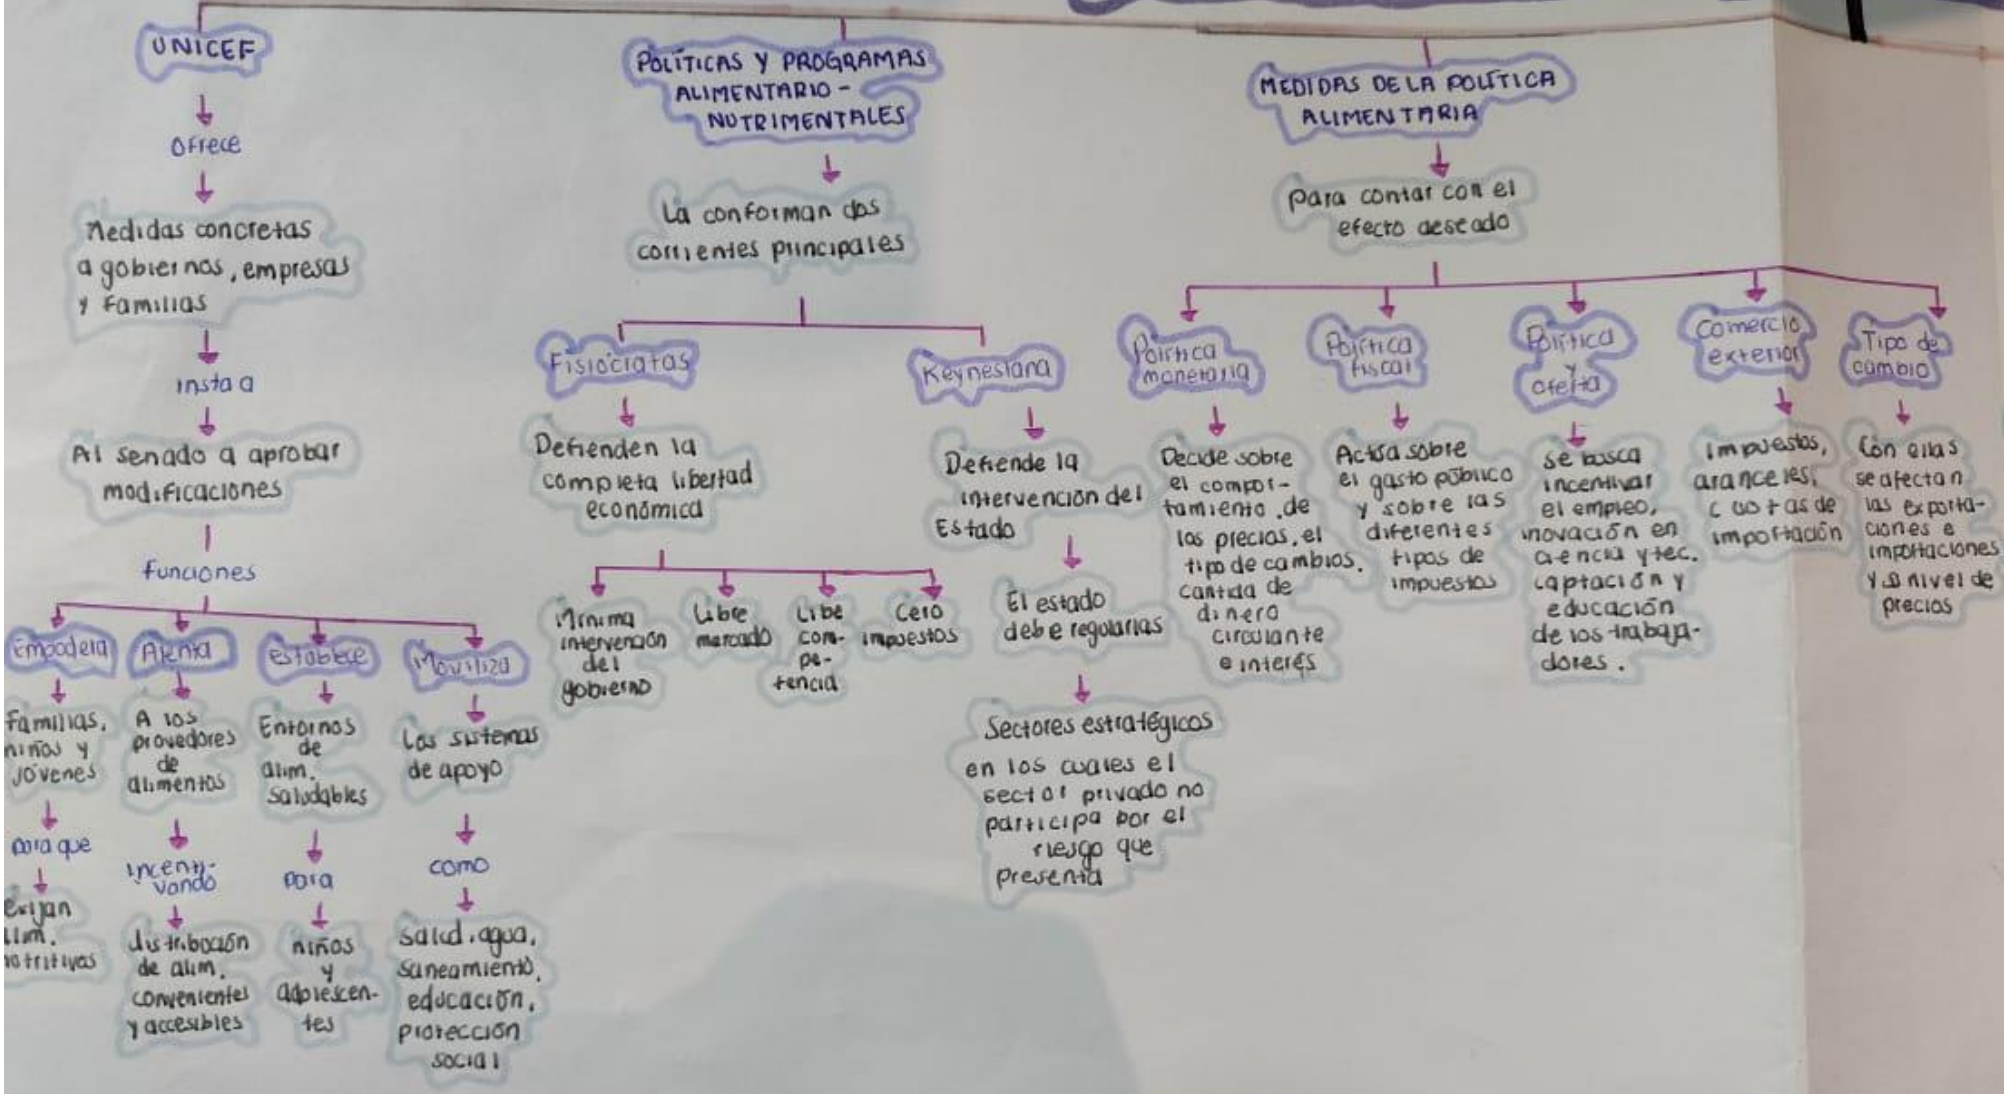 UNICEF
Ofrece
Medidas concretas
a gobiernos, empresas
y familias
insta a
Al senado a aprobar
modificaciones
funciones
Empodera
Familias,
niños y
jóvenes
para que
exijan
nutritivas
Alenta
A los
provedores
de
alimentos
incenti-
vando
distribución
de alim.
convenientes
y accesibles
establece
Entornos
de
alim.
saludables
para
niños
y
adolescen-
tes
Moviliza
Los sistemas
de apoyo
como
salud, agua,
saneamiento,
educación,
protección
social
POLÍTICAS Y PROGRAMAS
ALIMENTARIO -
NUTRIMENTALES
La conforman dos
corrientes principales
Fisiócratas
Defienden la
completa libertad
económica
Mínima
intervención
del
gobierno
Libre
mercado
Libe
com-
pe-
tencia
Cero
impuestos
Keynesiana
Defiende la
intervención del
Estado
El estado
debe regularlas
Sectores estratégicos
en los cuales el
sector privado no
participa por el
riesgo que
presenta
MEDIDAS DE LA POLÍTICA
ALIMENTARIA
Para contar con el
efecto deseado
Política
monetaria
Decide sobre
el compor-
tamiento de
los precios, el
tipo de cambios,
cantida de
dinero
circulante
e interés
Política
fiscal
Actúa sobre
el gasto público
y sobre las
diferentes
tipos de
impuestos
Política
y
oferta
se busca
incentivar
el empleo,
inovación en
ciencia y tec.
captación y
educación
de los trabaja-
dores.
Comercio
exterior
Impuestos,
aranceles,
cuotas de
importación
Tipo de
cambio
Con ellas
se afectan
las exporta-
ciones e
importaciones
y nivel de
precios